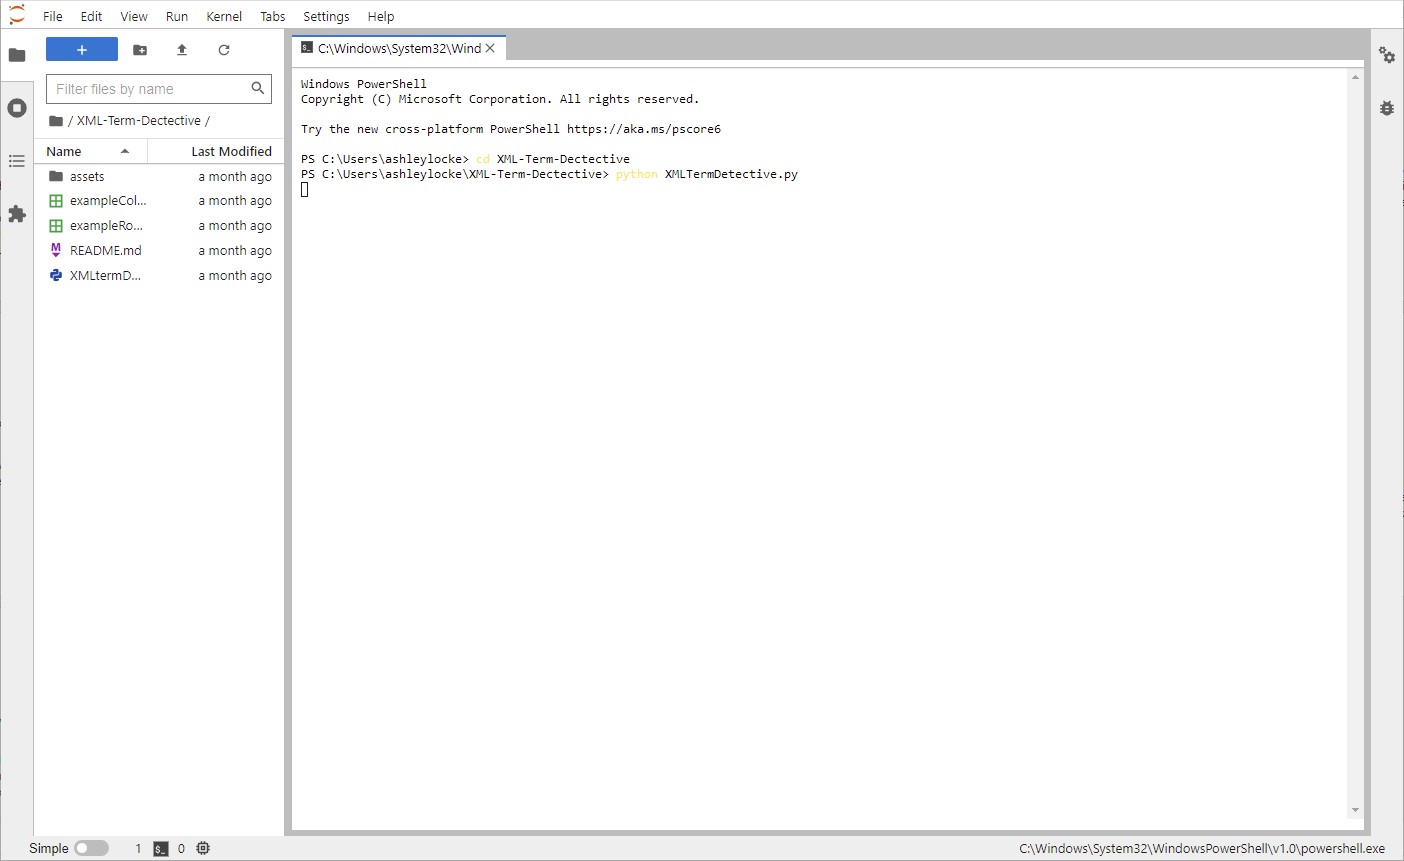 File Edit View Run Kernel Tabs Settings Help
+
Filter files by name
/ XML-Term-Dectective /
Name Last Modified
assets a month ago
exampleCol... a month ago
exampleRo... a month ago
README.md a month ago
XMLtermD... a month ago
C:\Windows\System32\Wind
Windows PowerShell
Copyright (C) Microsoft Corporation. All rights reserved.
Try the new cross-platform PowerShell https://aka.ms/pscore6
PS C:\Users\ashleylocke> cd XML-Term-Dectective
PS C:\Users\ashleylocke\XML-Term-Dectective> python XMLTermDetective.py
Simple 1 $_ 0
C:\Windows\System32\WindowsPowerShell\v1.0\powershell.exe